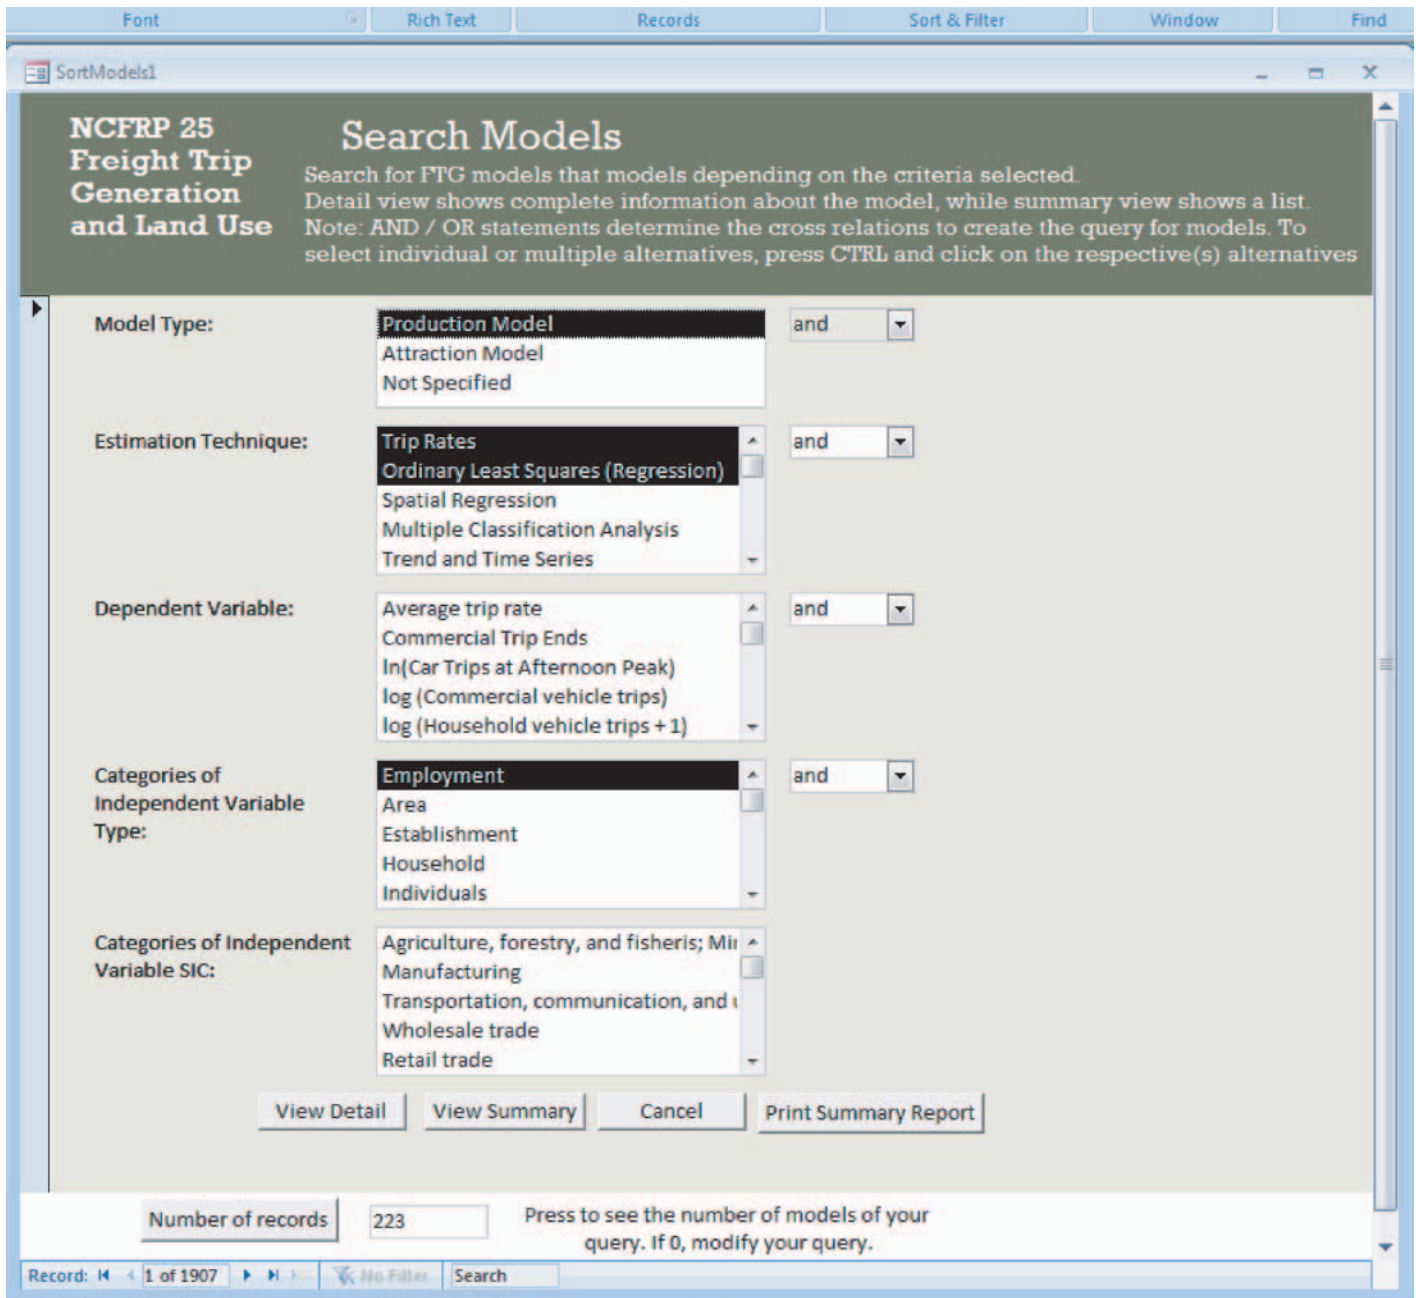 Font Rich Text Records Sort & Filter Window Find
SortModels1
NCFRP 25
Freight Trip
Generation
and Land Use
Search Models
Search for FTG models that models depending on the criteria selected.
Detail view shows complete information about the model, while summary view shows a list.
Note: AND / OR statements determine the cross relations to create the query for models. To
select individual or multiple alternatives, press CTRL and click on the respective(s) alternatives
Model Type:
Production Model
Attraction Model
Not Specified
and
Estimation Technique:
Trip Rates
Ordinary Least Squares (Regression)
Spatial Regression
Multiple Classification Analysis
Trend and Time Series
and
Dependent Variable:
Average trip rate
Commercial Trip Ends
ln(Car Trips at Afternoon Peak)
log (Commercial vehicle trips)
log (Household vehicle trips + 1)
and
Categories of
Independent Variable
Type:
Employment
Area
Establishment
Household
Individuals
and
Categories of Independent
Variable SIC:
Agriculture, forestry, and fisheris; Mi
Manufacturing
Transportation, communication, and
Wholesale trade
Retail trade
View Detail View Summary Cancel Print Summary Report
Number of records 223
Press to see the number of models of your
query. If 0, modify your query.
Record: 1 of 1907 No Filter Search